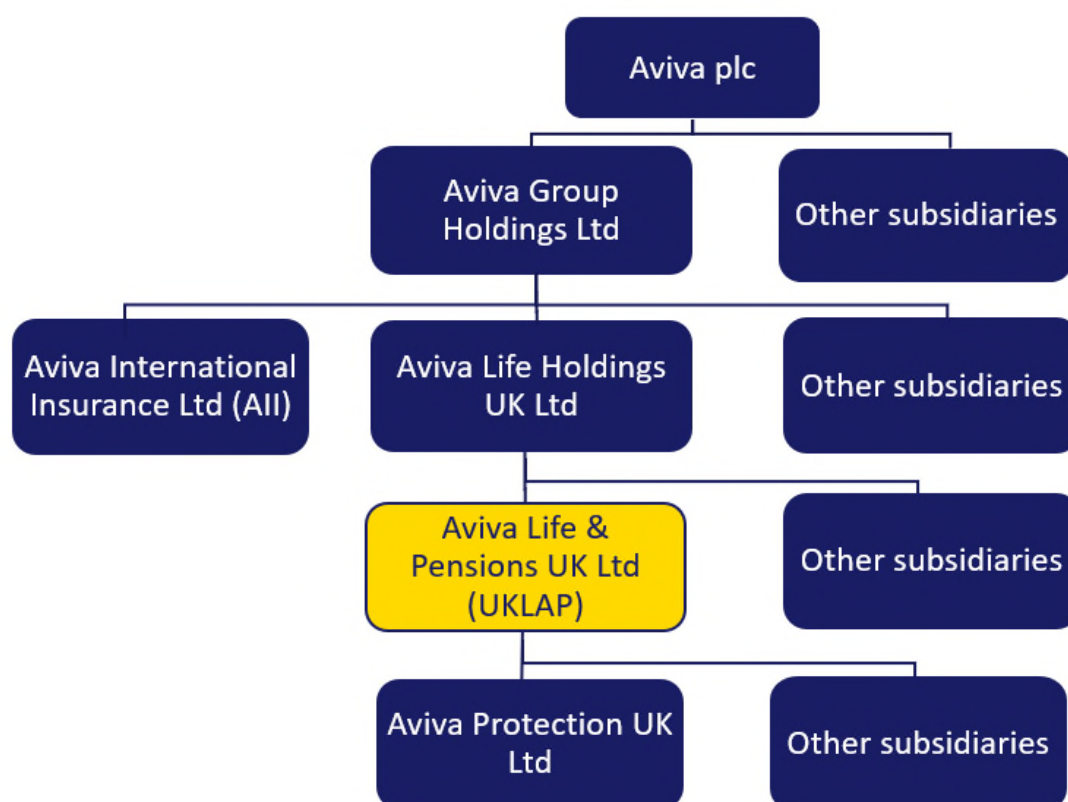 Aviva plc
Aviva Group
Holdings Ltd
Other subsidiaries
Aviva International
Insurance Ltd (AII)
Aviva Life Holdings
UK Ltd
Other subsidiaries
Aviva Life &
Pensions UK Ltd
(UKLAP)
Other subsidiaries
Aviva Protection UK
Ltd
Other subsidiaries